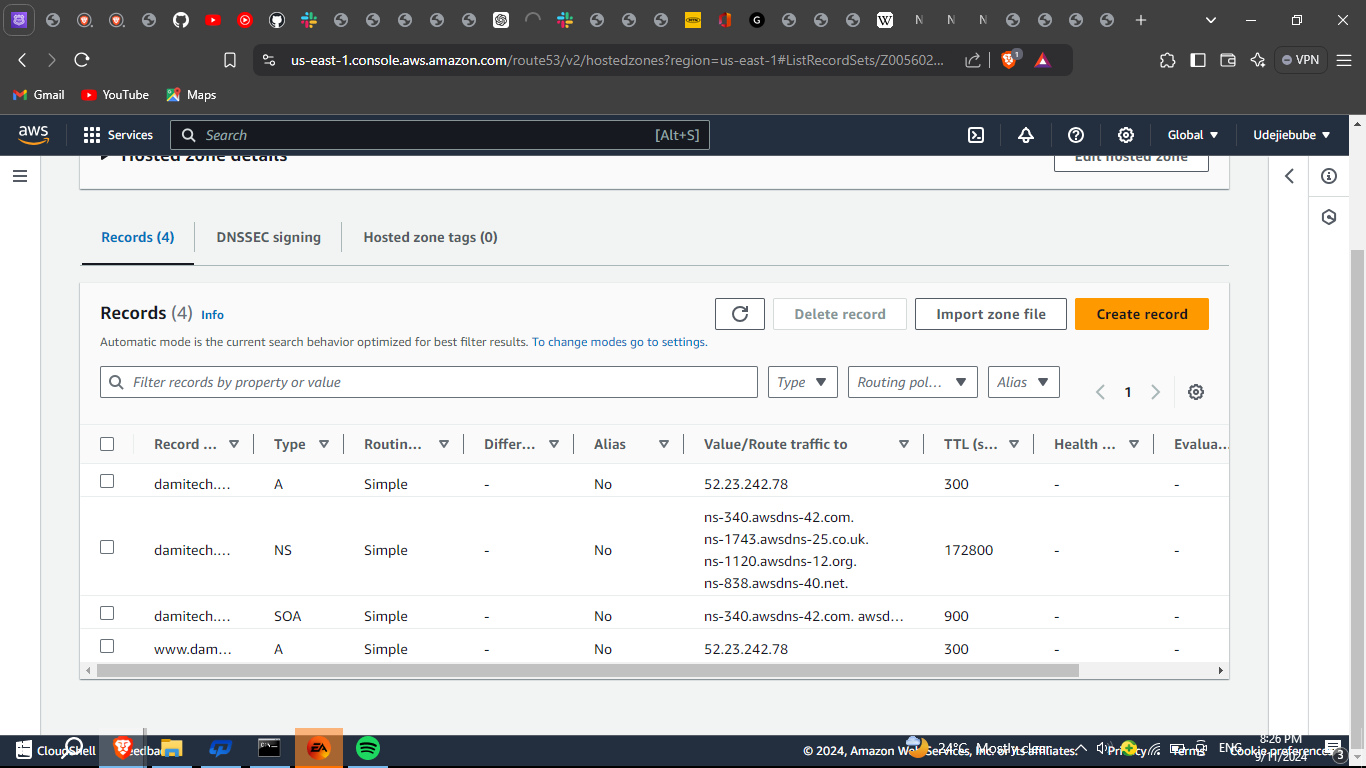 us-east-1.console.aws.amazon.com/route53/v2/hostedzones?region=us-east-1#ListRecordSets/Z005602...
1
VPN
Gmail
YouTube
Maps
aws
Services
Search
[Alt+S]
Global
Udejiebube
Hosted zone details
Edit hosted zone
Records (4)
DNSSEC signing
Hosted zone tags (0)
Records (4) Info
Delete record
Import zone file
Create record
Automatic mode is the current search behavior optimized for best filter results. To change modes go to settings.
Filter records by property or value
Type
Routing pol...
Alias
1
Record ... Type Routin... Differ... Alias Value/Route traffic to TTL (s... Health ... Evalua...
damitech.... A Simple - No 52.23.242.78 300 - -
ns-340.awsdns-42.com.
ns-1743.awsdns-25.co.uk.
damitech.... NS Simple - No 172800 - -
ns-1120.awsdns-12.org.
ns-838.awsdns-40.net.
damitech.... SOA Simple - No ns-340.awsdns-42.com. awsd... 900 - -
www.dam... A Simple - No 52.23.242.78 300 - -
CloudShell
Feedback
© 2024, Amazon Web Services, Inc. or its affiliates.
Privacy
Terms
Cookie preferences
24°C Mostly clear
ENG
8:26 PM
9/11/2024
3